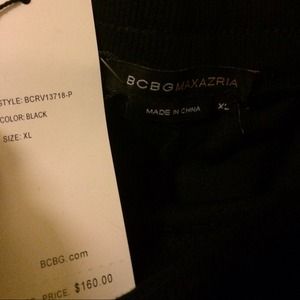 STYLE: BCRV13718-P
COLOR: BLACK
SIZE: XL
BCBG.com
PRICE: $160.00
BCBGMAXAZRIA
MADE IN CHINA
XL